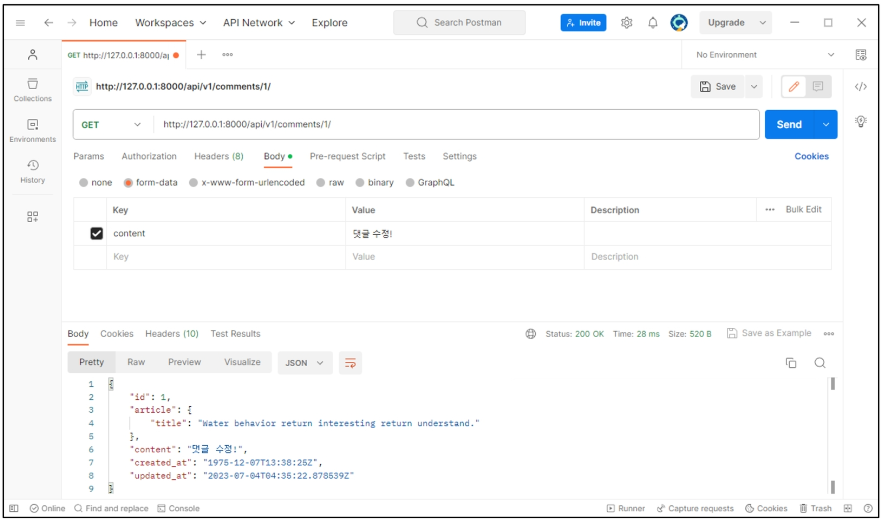 Home Workspaces API Network Explore Search Postman Invite Upgrade
GET http://127.0.0.1:8000/a No Environment
HTTP http://127.0.0.1:8000/api/v1/comments/1/ Save
GET http://127.0.0.1:8000/api/v1/comments/1/ Send
Params Authorization Headers (8) Body Pre-request Script Tests Settings Cookies
none form-data x-www-form-urlencoded raw binary GraphQL
Key Value Description Bulk Edit
content 댓글 수정!
Key Value Description
Collections
Environments
History
Body Cookies Headers (10) Test Results Status: 200 OK Time: 28 ms Size: 520 B Save as Example
Pretty Raw Preview Visualize JSON
1 {
2 "id": 1,
3 "article": {
4 "title": "Water behavior return interesting return understand."
5 },
6 "content": "댓글 수정!",
7 "created_at": "1975-12-07T13:38:25Z",
8 "updated_at": "2023-07-04T04:35:22.878539Z"
9 }
Online Find and replace Console Runner Capture requests Cookies Trash